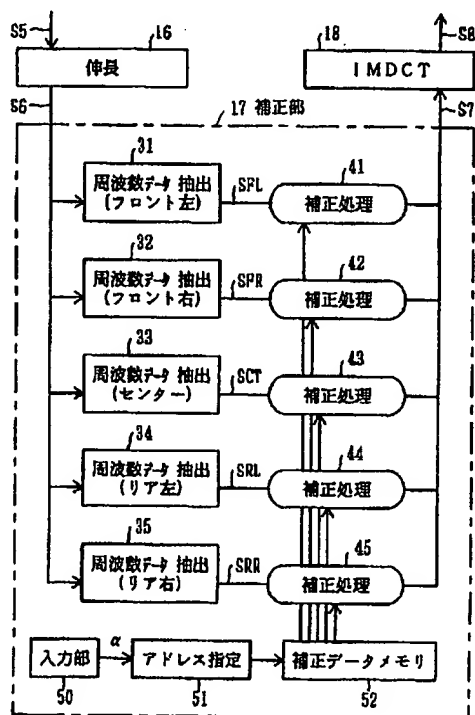 S5
16
18
S8
伸長
IMDCT
S6
S7
17 補正部
31
41
周波数データ 抽出
(フロント左)
SFL
補正処理
32
42
周波数データ 抽出
(フロント右)
SFR
補正処理
33
43
周波数データ 抽出
(センター)
SCT
補正処理
34
44
周波数データ 抽出
(リア左)
SRL
補正処理
35
45
周波数データ 抽出
(リア右)
SRR
補正処理
入力部
α
アドレス指定
補正データメモリ
50
51
52